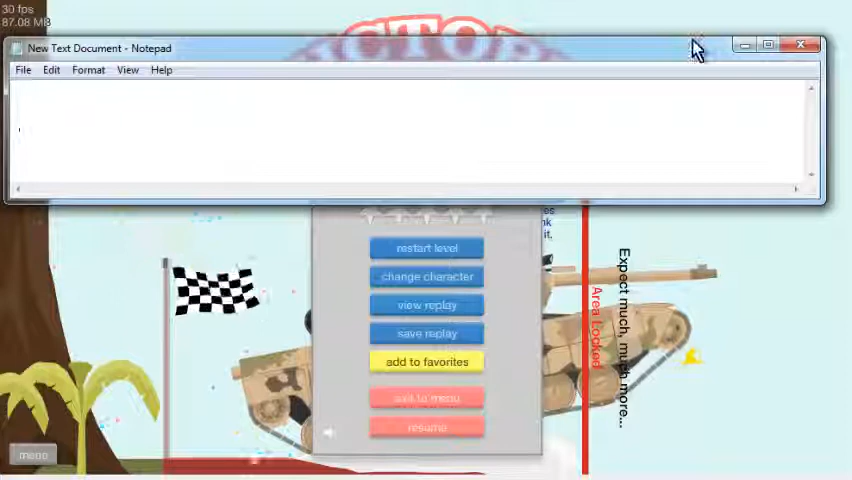 30 fps
87.08 MB
New Text Document - Notepad
File Edit Format View Help
restart level
change character
view replay
save replay
add to favorites
exit to menu
resume
menu
it.
Area Locked
Expect much, much more...